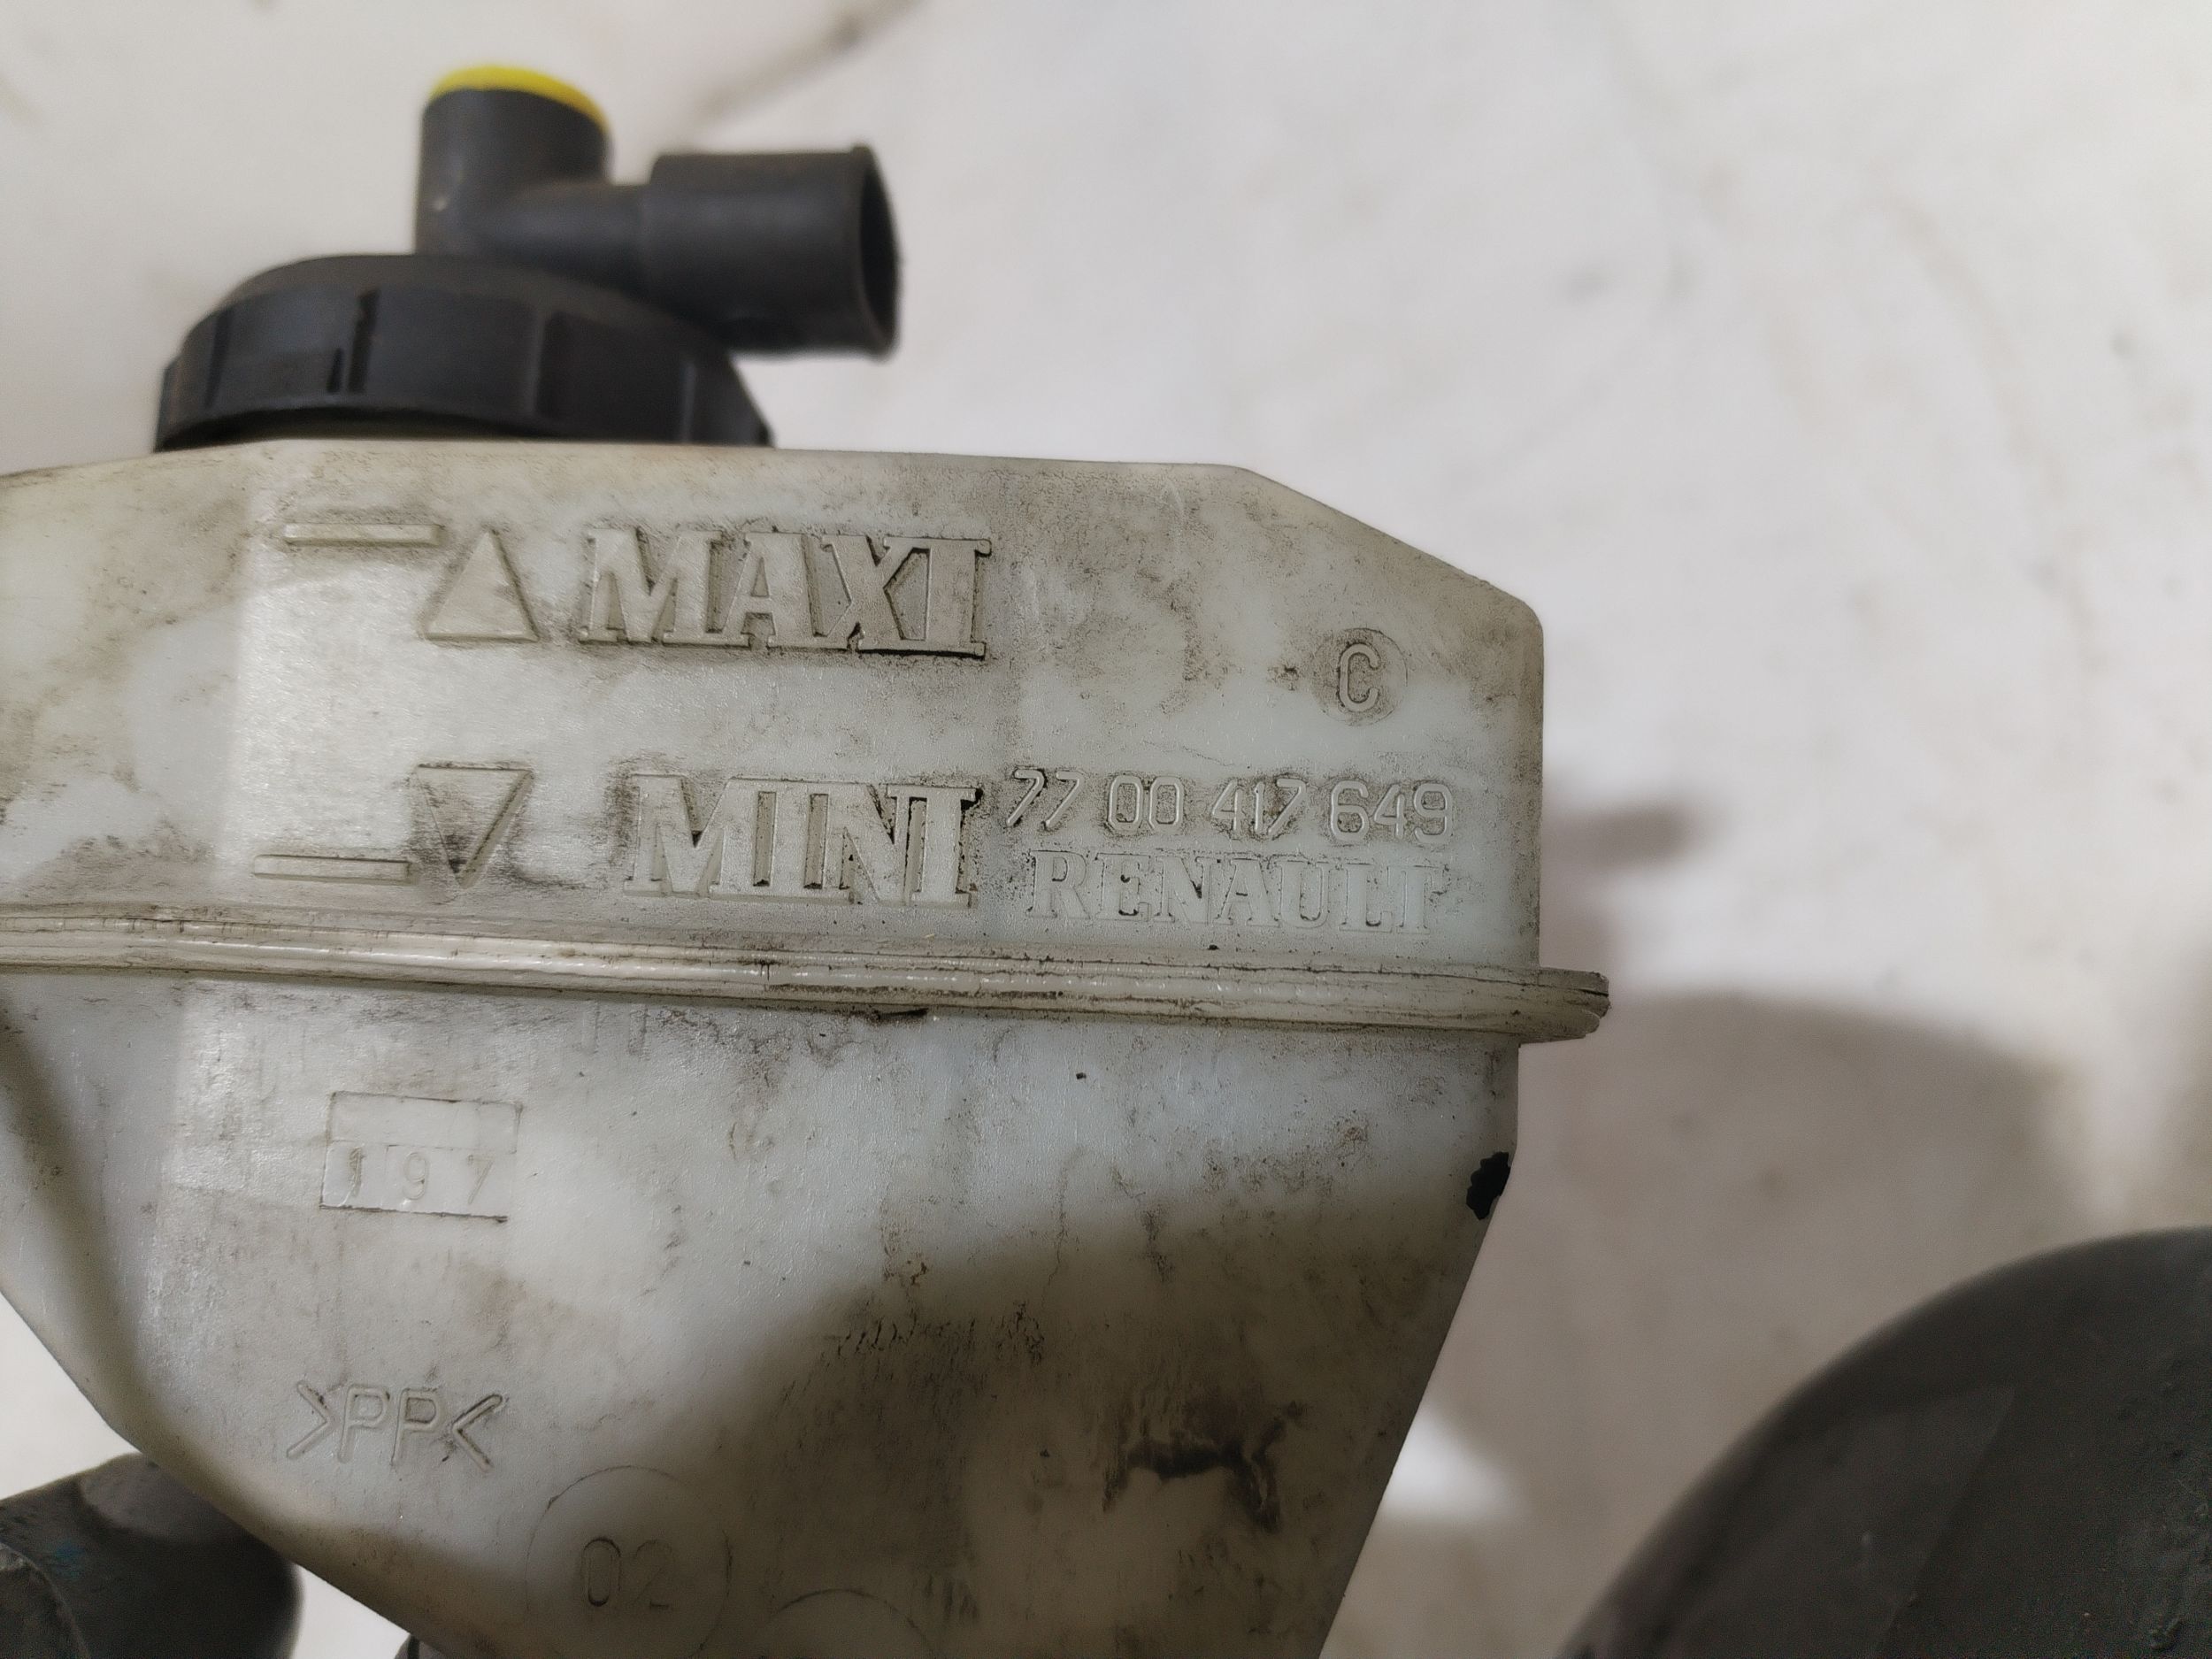 MAXI
C
MINI 77 00 417 649
RENAULT
197
>PP<
02